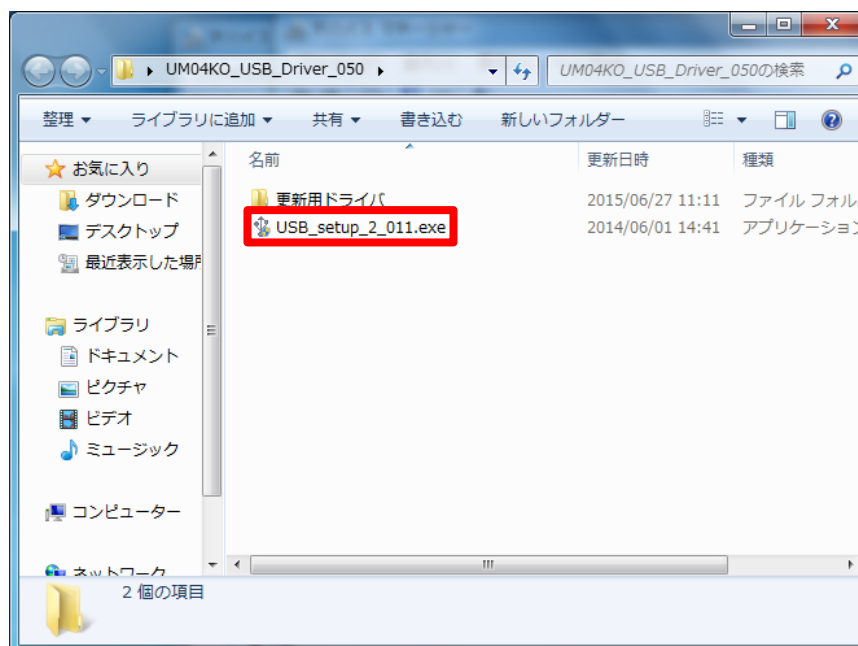 UM04KO_USB_Driver_050
UM04KO_USB_Driver_050の検索
整理 ライブラリに追加 共有 書き込む 新しいフォルダー
名前 更新日時 種類
お気に入り
ダウンロード
デスクトップ
最近表示した場所
ライブラリ
ドキュメント
ピクチャ
ビデオ
ミュージック
コンピューター
ネットワーク
更新用ドライバ 2015/06/27 11:11 ファイル フォル
USB_setup_2_011.exe 2014/06/01 14:41 アプリケーション
2 個の項目